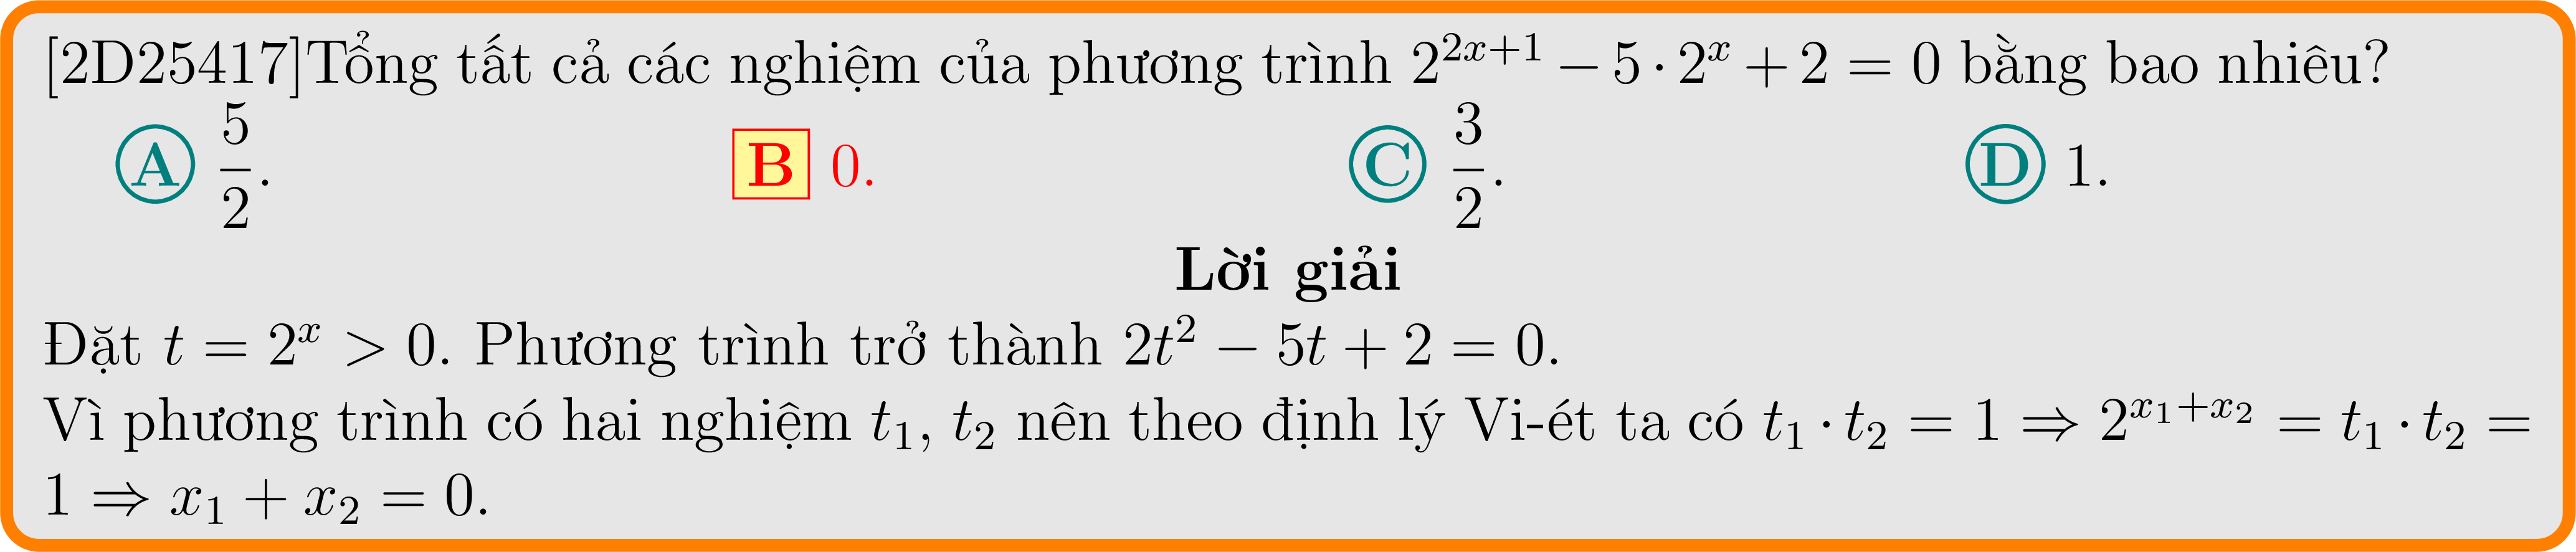 [2D25417]Tổng tất cả các nghiệm của phương trình $2^{2x+1} - 5 \cdot 2^x + 2 = 0$ bằng bao nhiêu?
A $\dfrac{5}{2}$. B 0. C $\dfrac{3}{2}$. D 1.
Lời giải
Đặt $t = 2^x > 0$. Phương trình trở thành $2t^2 - 5t + 2 = 0$.
Vì phương trình có hai nghiệm $t_1$, $t_2$ nên theo định lý Vi-ét ta có $t_1 \cdot t_2 = 1 \Rightarrow 2^{x_1+x_2} = t_1 \cdot t_2 =$
$1 \Rightarrow x_1 + x_2 = 0$.